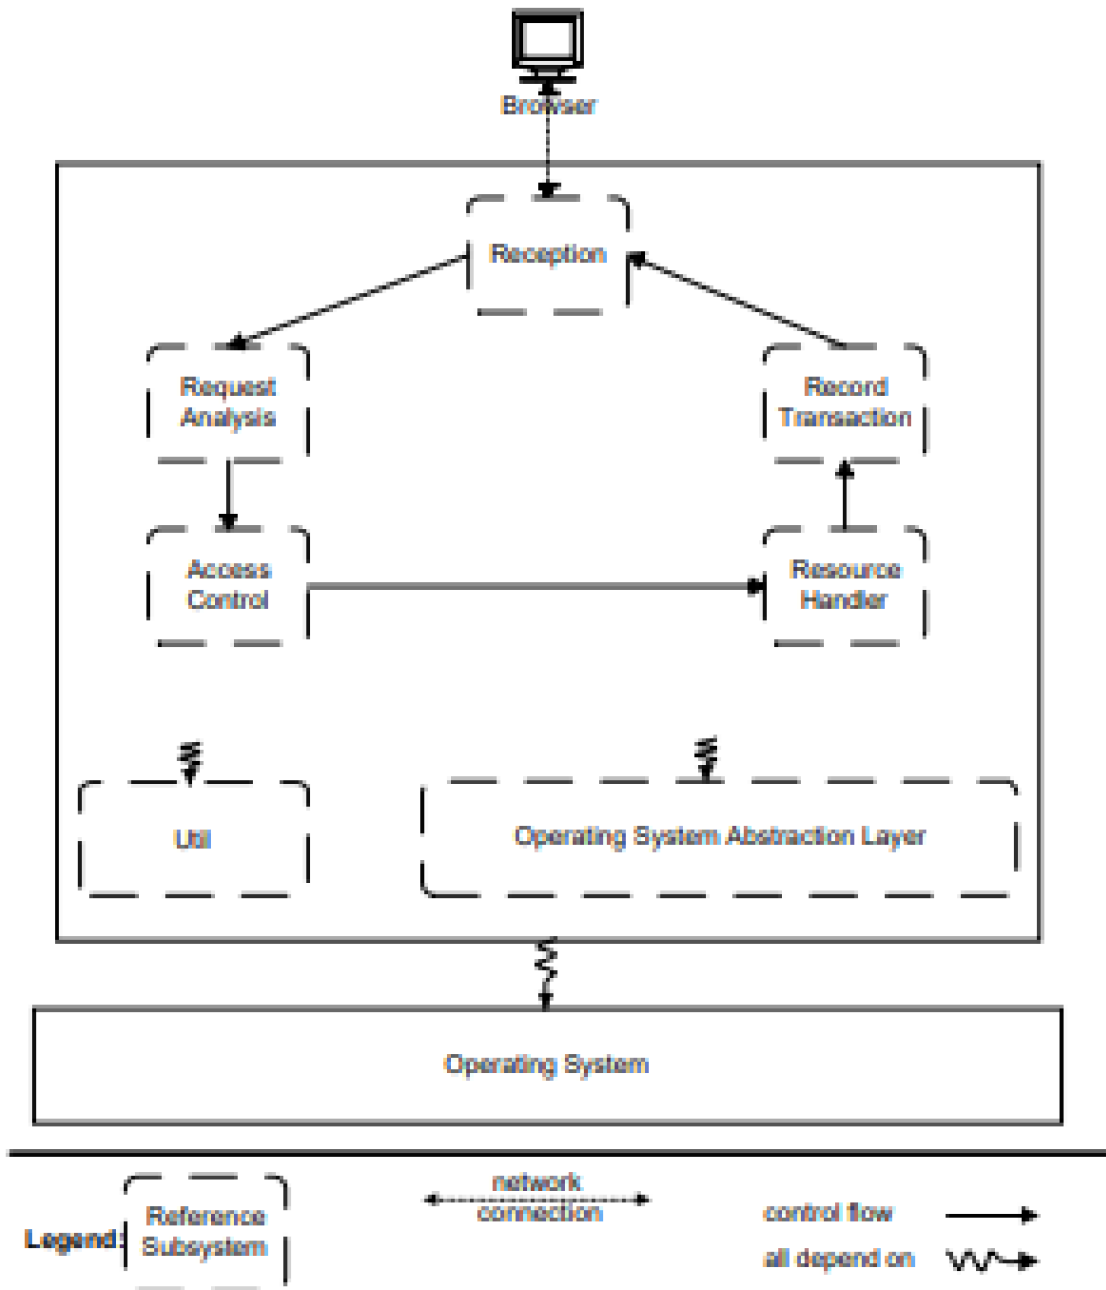 Browser
Reception
Request
Analysis
Record
Transaction
Access
Control
Resource
Handler
Util
Operating System Abstraction Layer
Operating System
Legend:
Reference
Subsystem
network
connection
control flow
all depend on